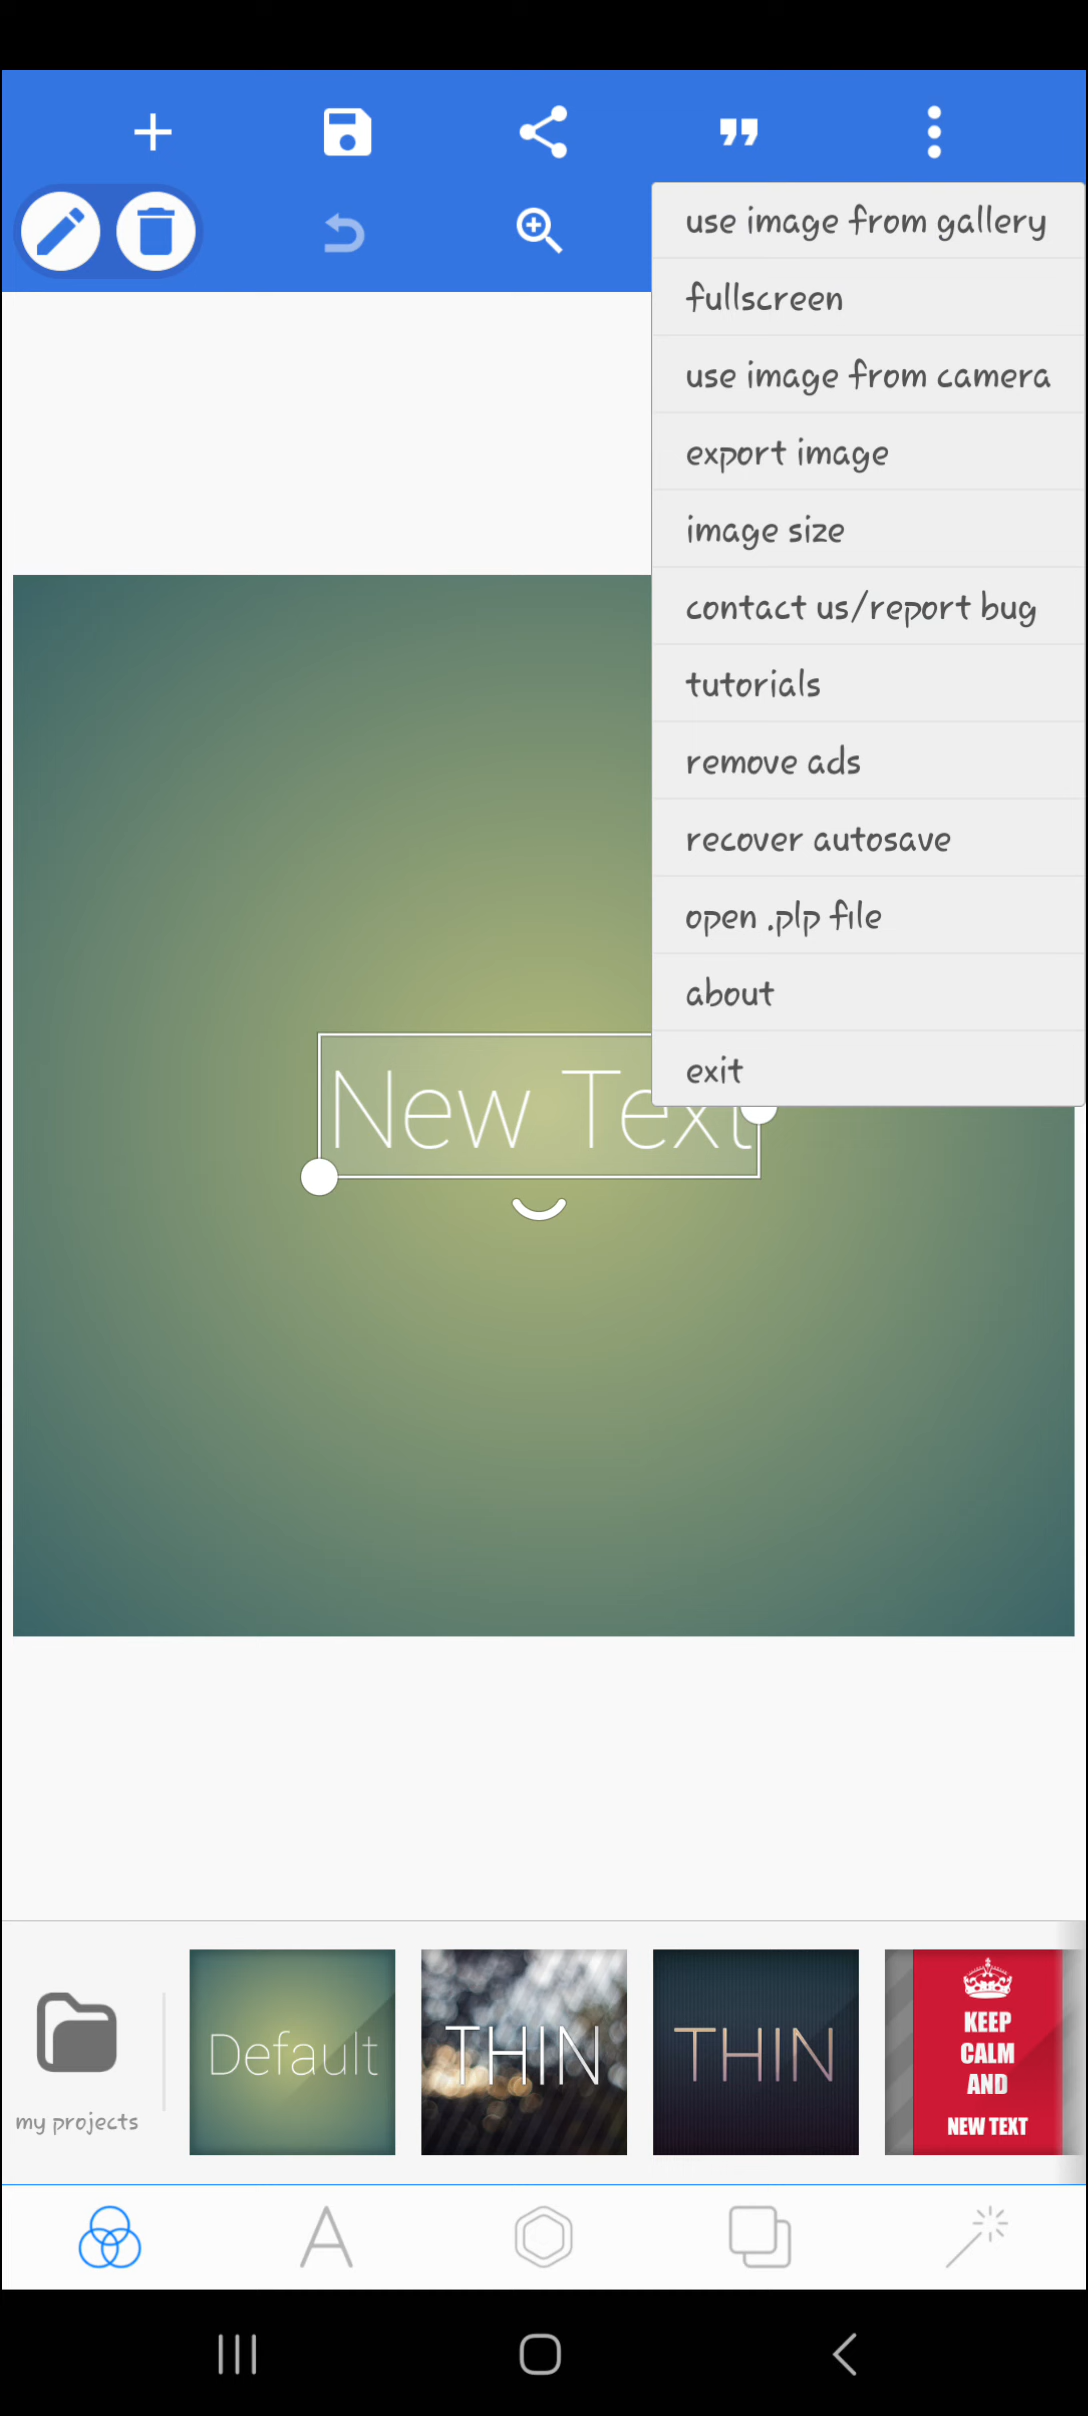 use image from gallery
fullscreen
use image from camera
export image
image size
contact us/report bug
tutorials
remove ads
recover autosave
open .plp file
about
exit
New Text
my projects
Default
THIN
THIN
KEEP
CALM
AND
NEW TEXT